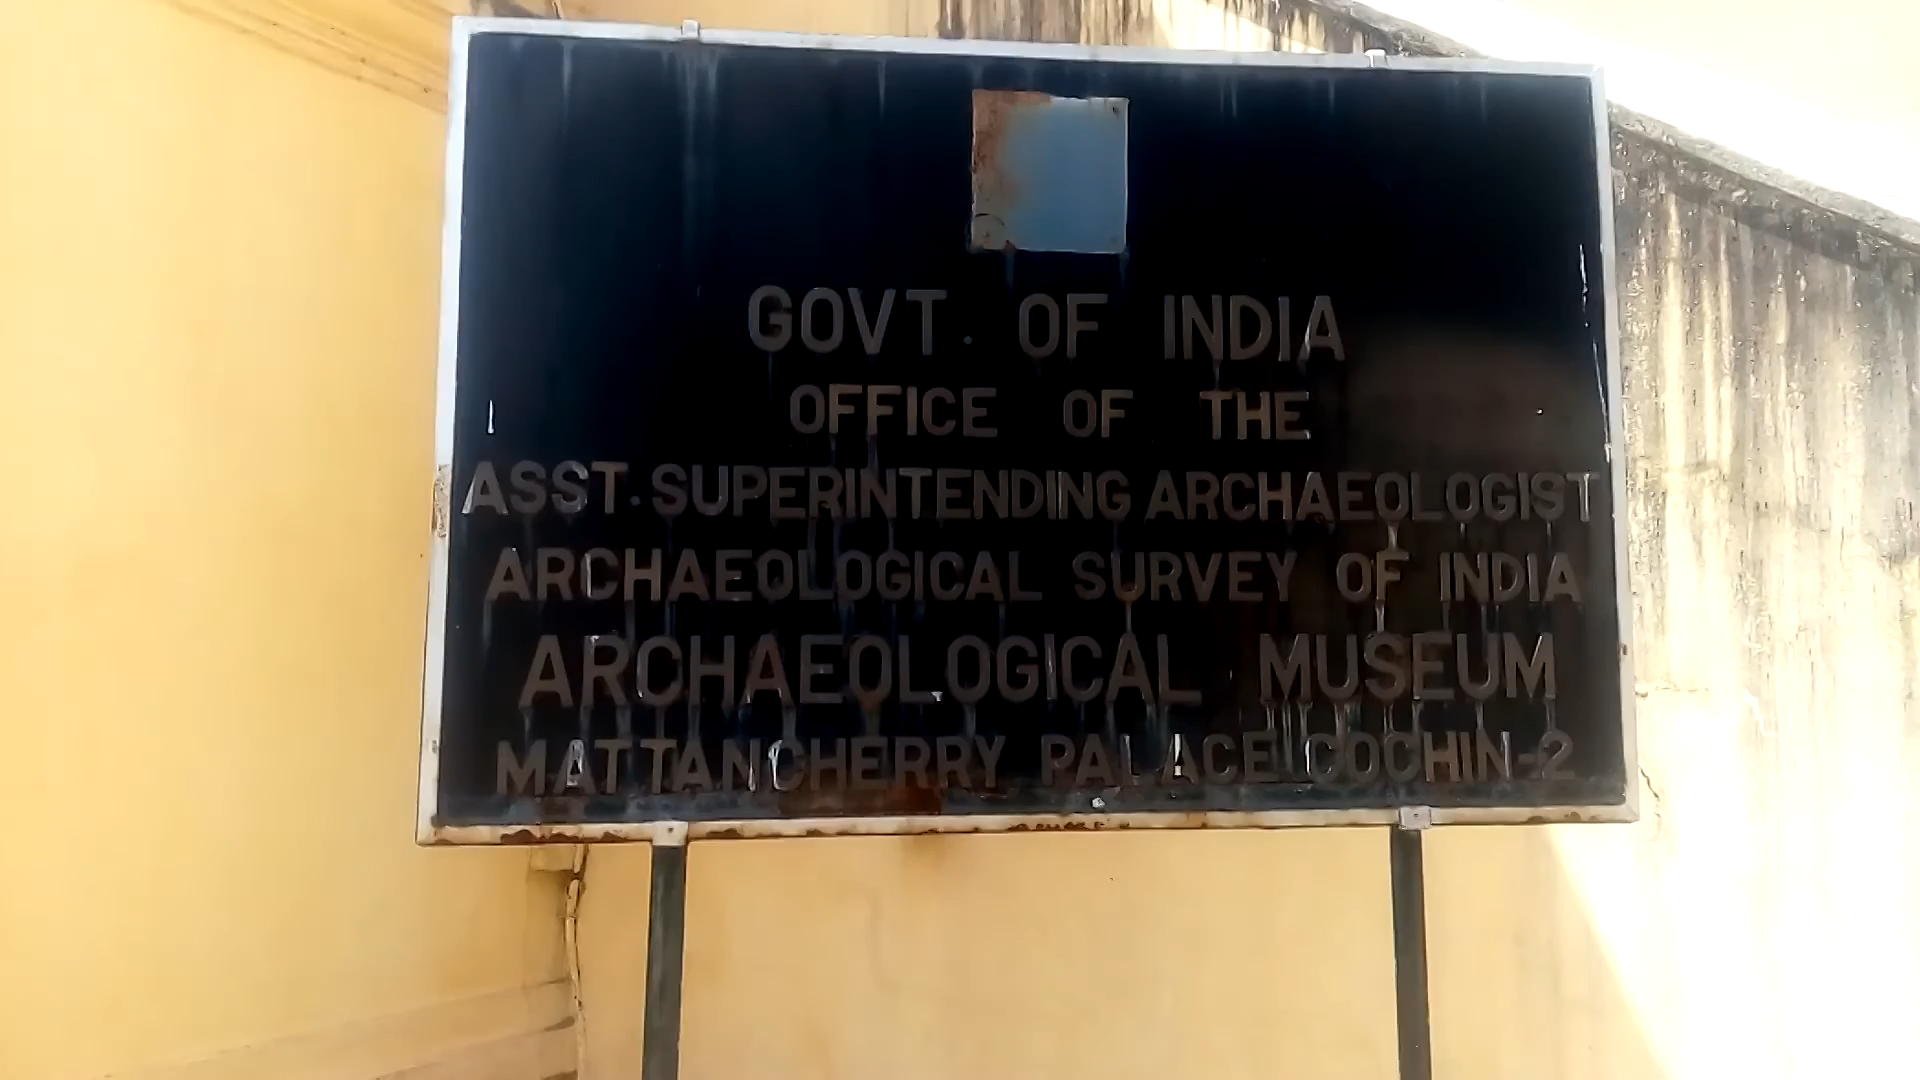 GOVT. OF INDIA
OFFICE OF THE
ASST. SUPERINTENDING ARCHAEOLOGIST
ARCHAEOLOGICAL SURVEY OF INDIA
ARCHAEOLOGICAL MUSEUM
MATTANCHERRY PALACE COCHIN-2